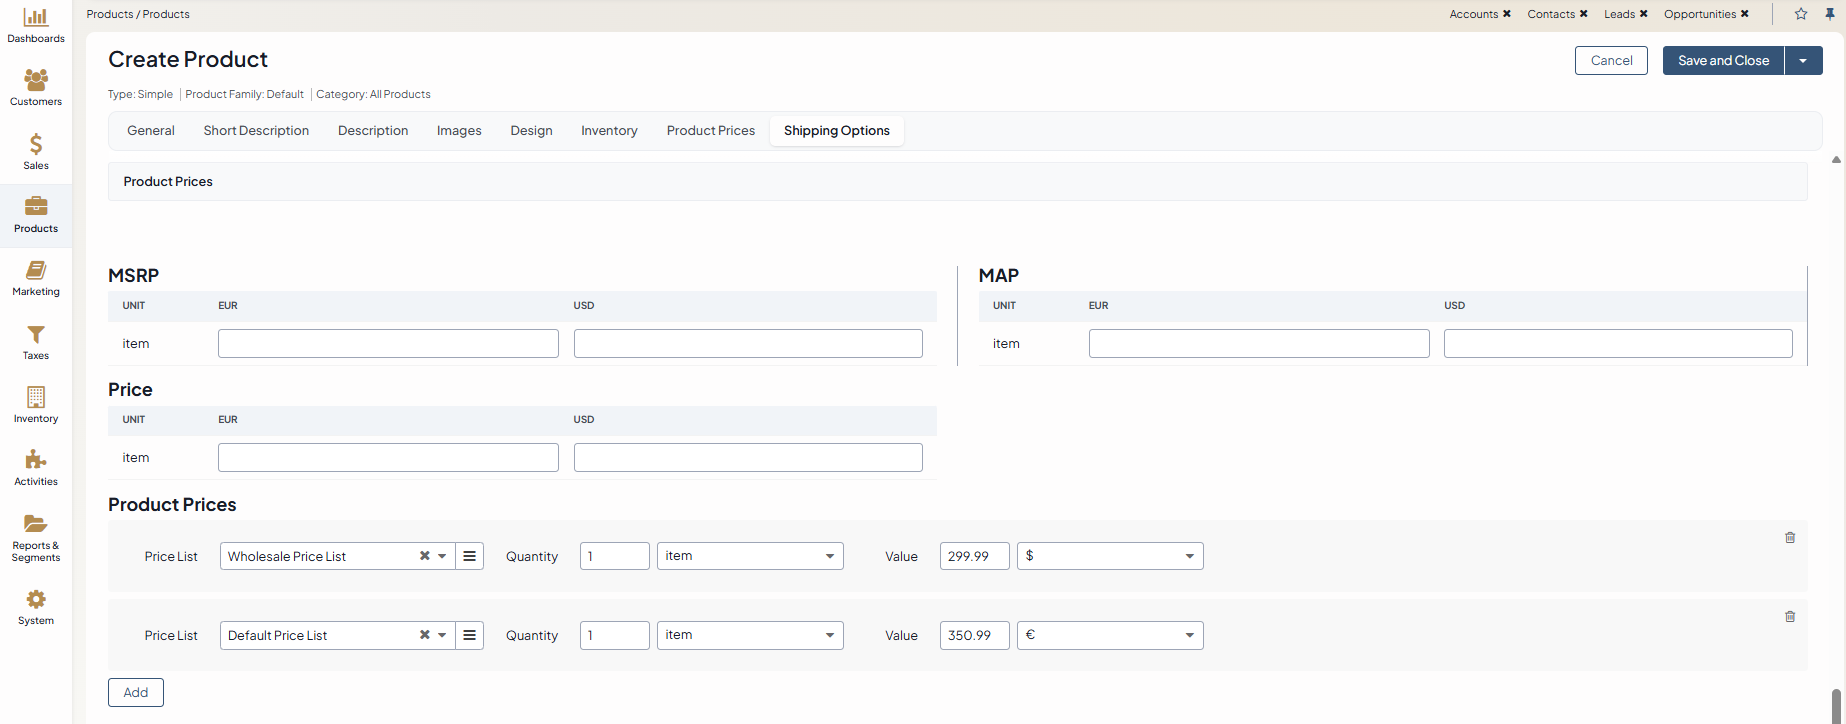 Dashboards
Customers
Sales
Products
Marketing
Taxes
Inventory
Activities
Reports &
Segments
System
Products / Products
Accounts ✖ Contacts ✖ Leads ✖ Opportunities ✖
Create Product
Cancel Save and Close
Type: Simple | Product Family: Default | Category: All Products
General Short Description Description Images Design Inventory Product Prices Shipping Options
Product Prices
MSRP
UNIT EUR USD
item
MAP
UNIT EUR USD
item
Price
UNIT EUR USD
item
Product Prices
Price List Wholesale Price List Quantity 1 item Value 299.99 $
Price List Default Price List Quantity 1 item Value 350.99 €
Add